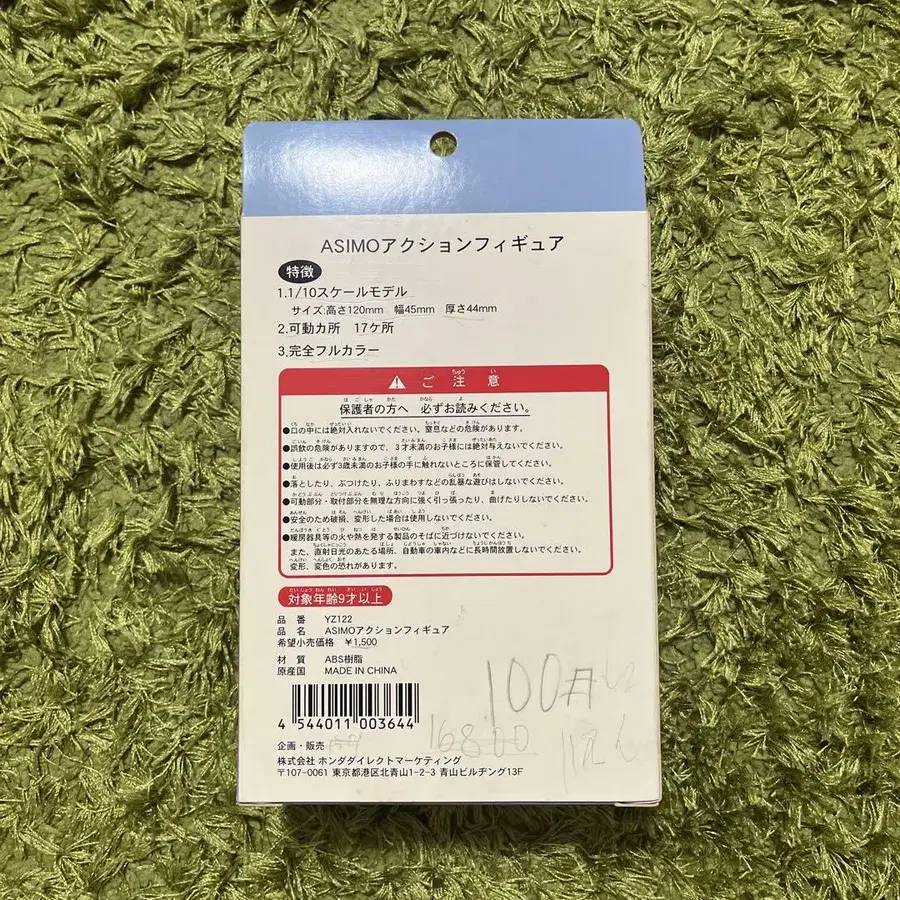 ASIMOアクションフィギュア
特徴
1.1/10スケールモデル
サイズ:高さ120mm 幅45mm 厚さ44mm
2.可動カ所 17ケ所
3.完全フルカラー
ご注意
保護者の方へ 必ずお読みください。
●口の中には絶対入れないでください。窒息などの危険があります。
●誤飲の危険がありますので、3才未満のお子様には絶対与えないでください。
●使用後は必ず3歳未満のお子様の手に触れないところに保管してください。
●落としたり、ぶつけたり、ふりまわすなどの乱暴な遊びはしないでください。
●可動部分・取付部分を無理な方向に強く引っ張ったり、曲げたりしないでください。
●安全のため破損、変形した場合は使用しないでください。
●暖房器具等の火や熱を発する製品のそばに近づけないでください。
また、直射日光のあたる場所、自動車の車内などに長時間放置しないでください。
変形、変色の恐れがあります。
対象年齢9才以上
品番 YZ122
品名 ASIMOアクションフィギュア
希望小売価格 ¥1,500
材質 ABS樹脂
原産国 MADE IN CHINA
4 544011 003644
100
16800
企画・販売
株式会社 ホンダダイレクトマーケティング
〒107-0061 東京都港区北青山1-2-3 青山ビルヂング13F